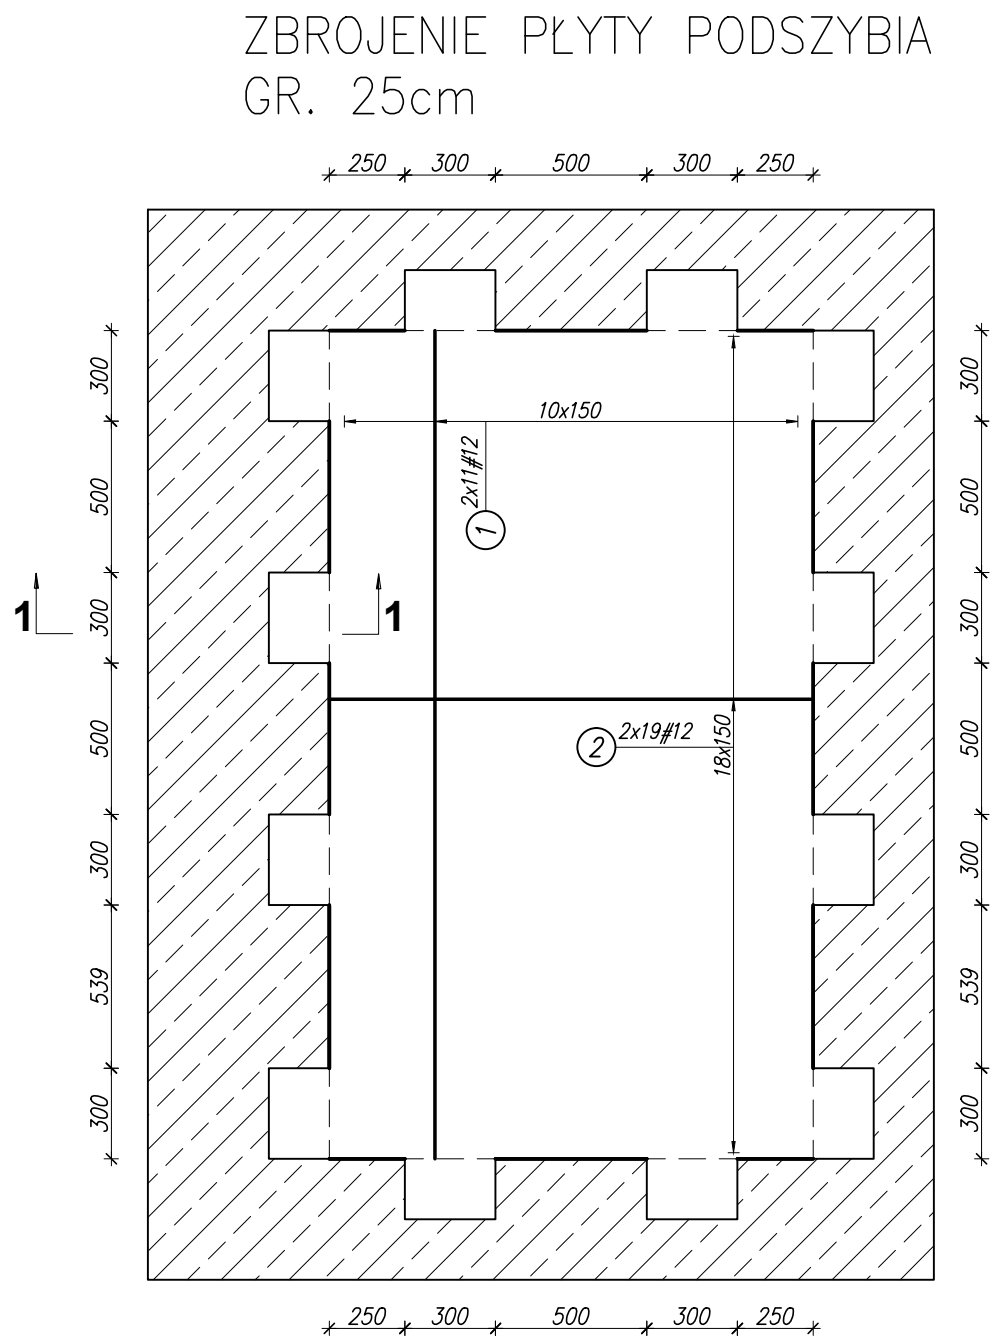 ZBROJENIE PŁYTY PODSZYBIA
GR. 25cm
250 300 500 300 250
300 300
10x150
2x11#12
500 500
1
1 1
300 300
2 2x19#12
18x150
500 500
300 300
539 539
300 300
250 300 500 300 250